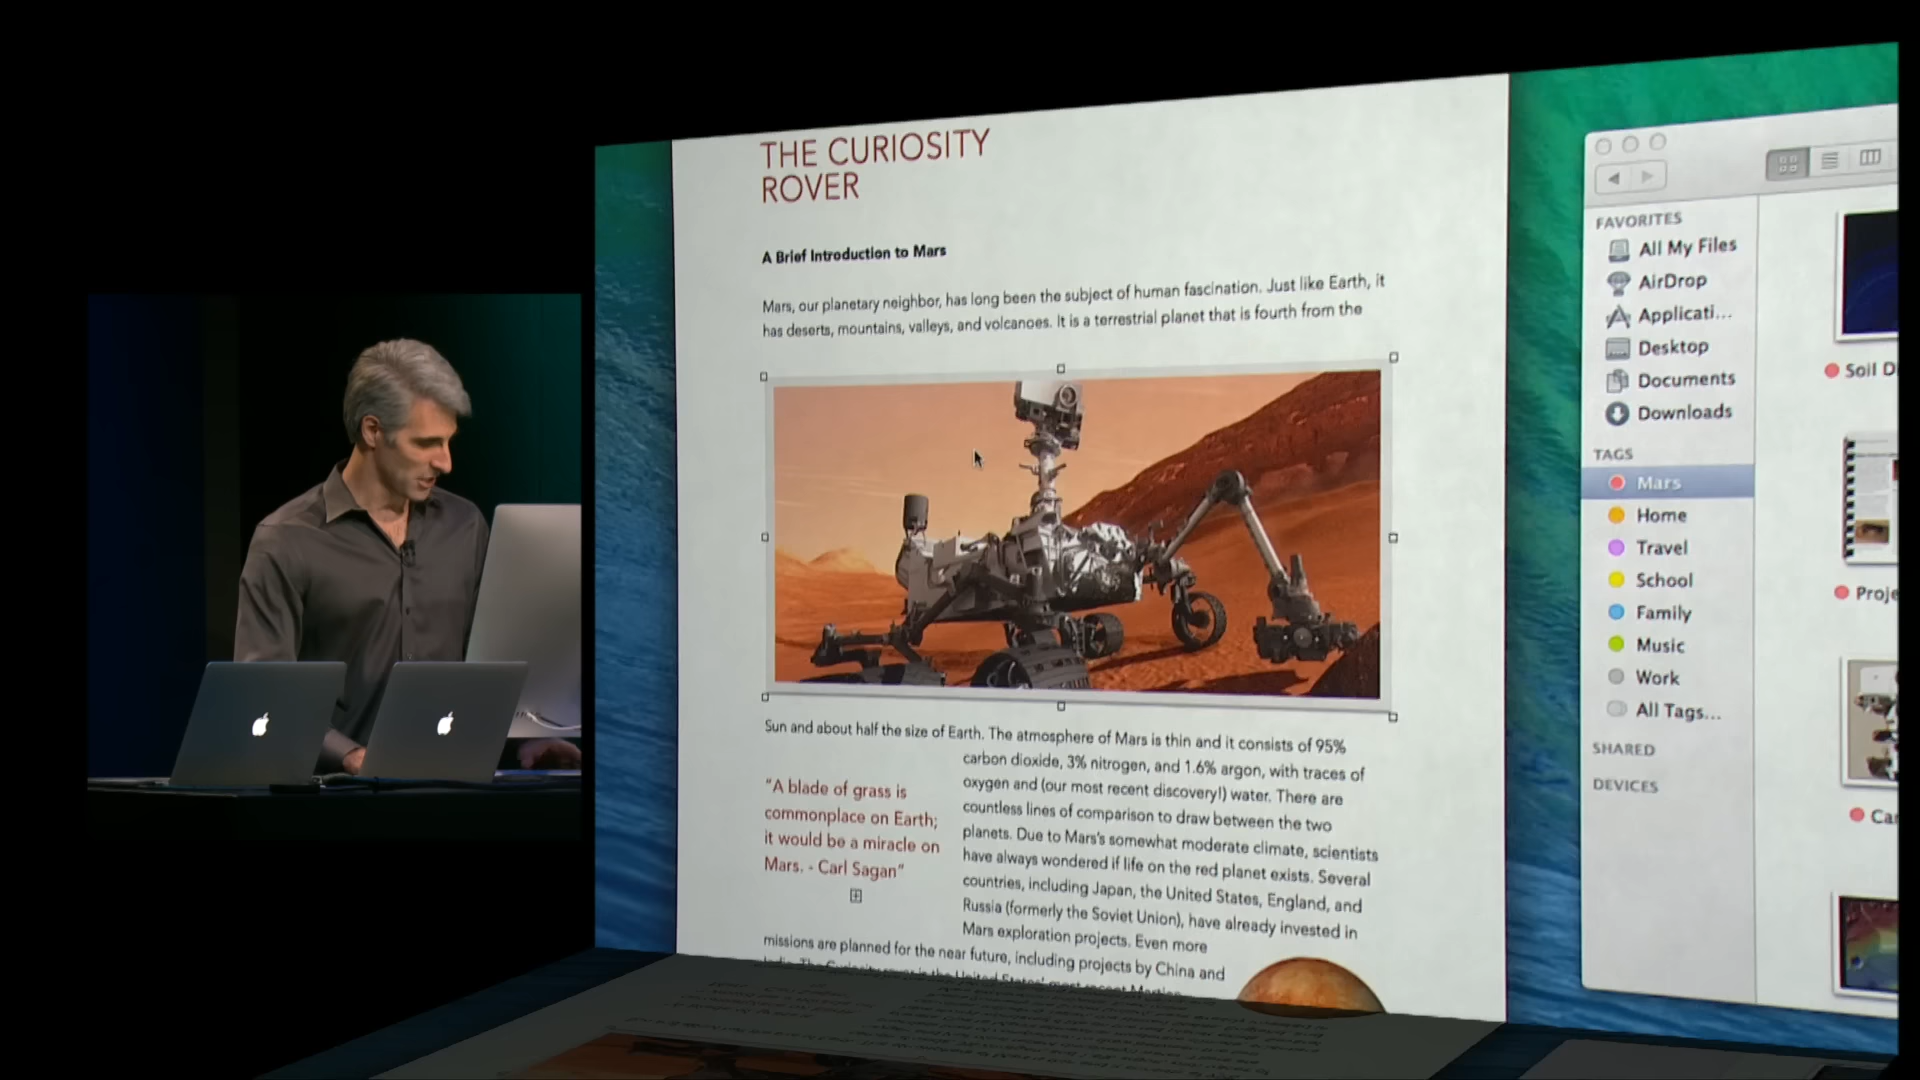 THE CURIOSITY
ROVER
A Brief Introduction to Mars
Mars, our planetary neighbor, has long been the subject of human fascination. Just like Earth, it
has deserts, mountains, valleys, and volcanoes. It is a terrestrial planet that is fourth from the
Sun and about half the size of Earth. The atmosphere of Mars is thin and it consists of 95%
carbon dioxide, 3% nitrogen, and 1.6% argon, with traces of
oxygen and (our most recent discovery!) water. There are
countless lines of comparison to draw between the two
planets. Due to Mars's somewhat moderate climate, scientists
have always wondered if life on the red planet exists. Several
countries, including Japan, the United States, England, and
Russia (formerly the Soviet Union), have already invested in
Mars exploration projects. Even more
missions are planned for the near future, including projects by China and
"A blade of grass is
commonplace on Earth;
it would be a miracle on
Mars. - Carl Sagan"
FAVORITES
All My Files
AirDrop
Applicati...
Desktop
Documents
Downloads
TAGS
Mars
Home
Travel
School
Family
Music
Work
All Tags...
SHARED
DEVICES
Soil D
Proje